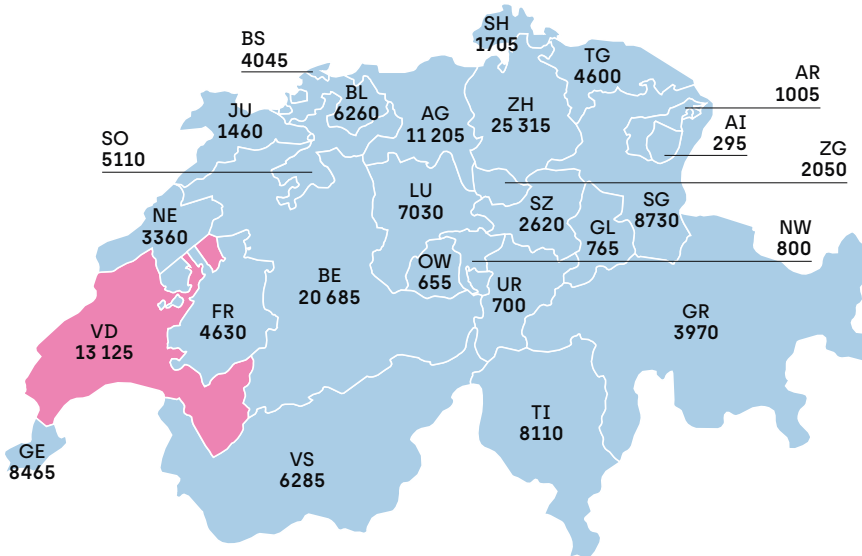 SH
1705
BS
4045
TG
4600
AR
1005
BL
6260
JU
1460
AG
11 205
ZH
25 315
AI
295
SO
5110
ZG
2050
LU
7030
SZ
2620
NE
3360
GL
765
SG
8730
NW
800
OW
655
BE
20 685
UR
700
FR
4630
GR
3970
VD
13 125
TI
8110
GE
8465
VS
6285